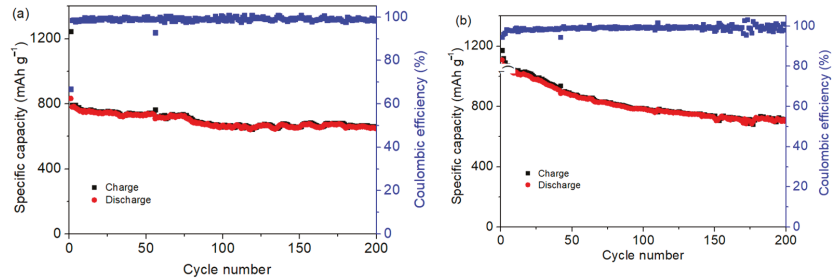 (a)
1200
800
400
0
Specific capacity (mAh g⁻¹)
100
80
60
40
20
0
Coulombic efficiency (%)
Charge
Discharge
0 50 100 150 200
Cycle number
(b)
1200
800
400
0
Specific capacity (mAh g⁻¹)
100
80
60
40
20
0
Coulombic efficiency (%)
Charge
Discharge
0 50 100 150 200
Cycle number